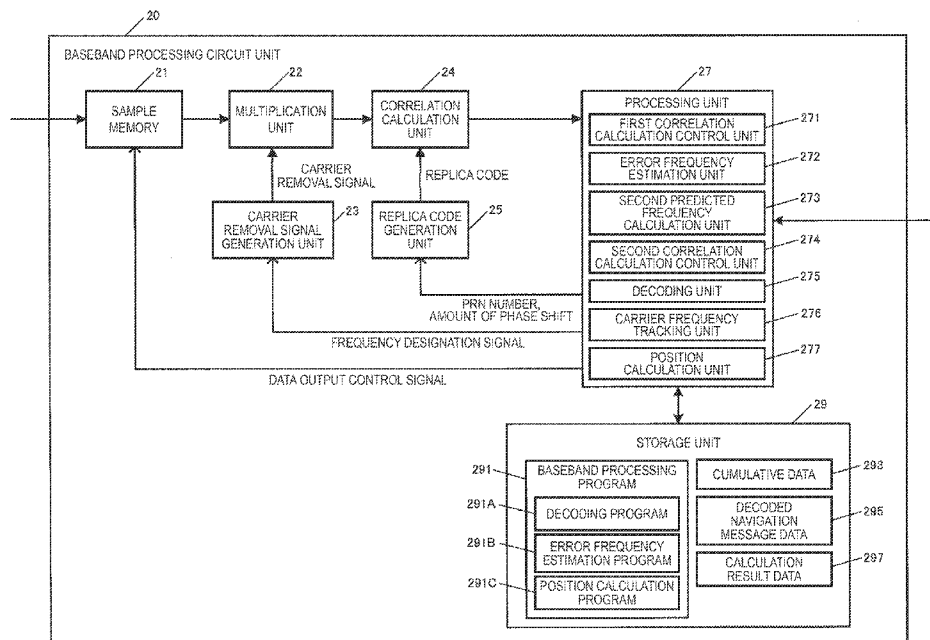 20
BASEBAND PROCESSING CIRCUIT UNIT
21
SAMPLE
MEMORY
22
MULTIPLICATION
UNIT
24
CORRELATION
CALCULATION
UNIT
CARRIER
REMOVAL SIGNAL
REPLICA CODE
23
CARRIER
REMOVAL SIGNAL
GENERATION UNIT
25
REPLICA CODE
GENERATION
UNIT
27
PROCESSING UNIT
FIRST CORRELATION
CALCULATION CONTROL UNIT
271
ERROR FREQUENCY
ESTIMATION UNIT
272
SECOND PREDICTED
FREQUENCY
CALCULATION UNIT
273
SECOND CORRELATION
CALCULATION CONTROL UNIT
274
DECODING UNIT
275
CARRIER FREQUENCY
TRACKING UNIT
276
POSITION
CALCULATION UNIT
277
PRN NUMBER,
AMOUNT OF PHASE SHIFT
FREQUENCY DESIGNATION SIGNAL
DATA OUTPUT CONTROL SIGNAL
29
STORAGE UNIT
291
BASEBAND PROCESSING
PROGRAM
291A
DECODING PROGRAM
291B
ERROR FREQUENCY
ESTIMATION PROGRAM
291C
POSITION CALCULATION
PROGRAM
CUMULATIVE DATA
293
DECODED
NAVIGATION
MESSAGE DATA
295
CALCULATION
RESULT DATA
297